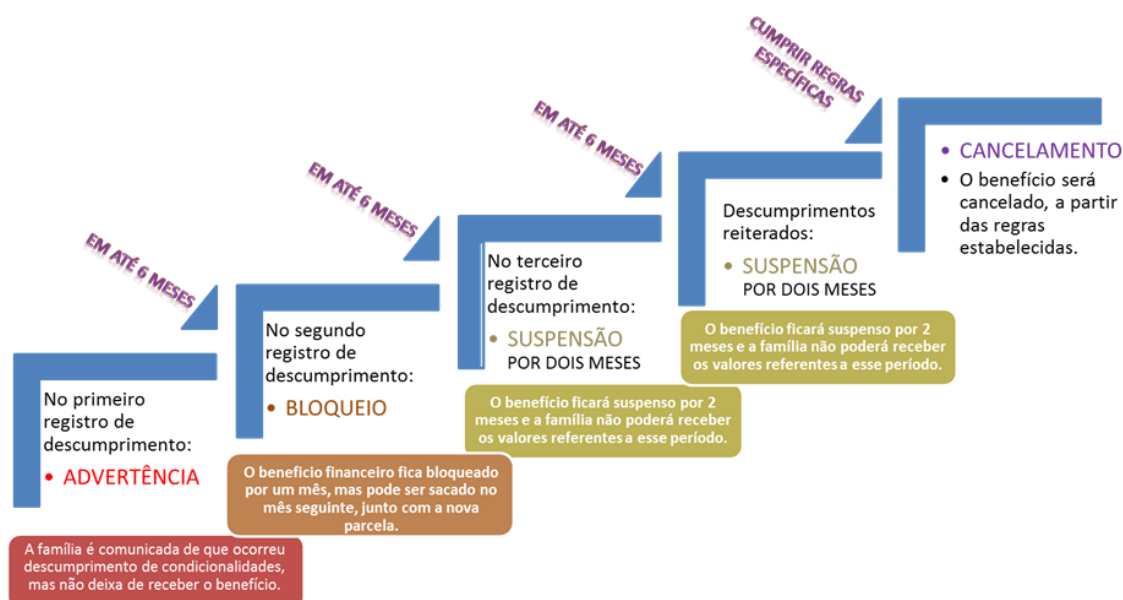 No primeiro
registro de
descumprimento:
• ADVERTÊNCIA
A família é comunicada de que ocorreu
descumprimento de condicionalidades,
mas não deixa de receber o benefício.
EM ATÉ 6 MESES
No segundo
registro de
descumprimento:
• BLOQUEIO
O beneficio financeiro fica bloqueado
por um mês, mas pode ser sacado no
mês seguinte, junto com a nova
parcela.
EM ATÉ 6 MESES
No terceiro
registro de
descumprimento:
• SUSPENSÃO
POR DOIS MESES
O benefício ficará suspenso por 2
meses e a família não poderá receber
os valores referentes a esse período.
EM ATÉ 6 MESES
Descumprimentos
reiterados:
• SUSPENSÃO
POR DOIS MESES
O benefício ficará suspenso por 2
meses e a família não poderá receber
os valores referentes a esse período.
CUMPRIR REGRAS
ESPECÍFICAS
• CANCELAMENTO
• O benefício será
cancelado, a partir
das regras
estabelecidas.